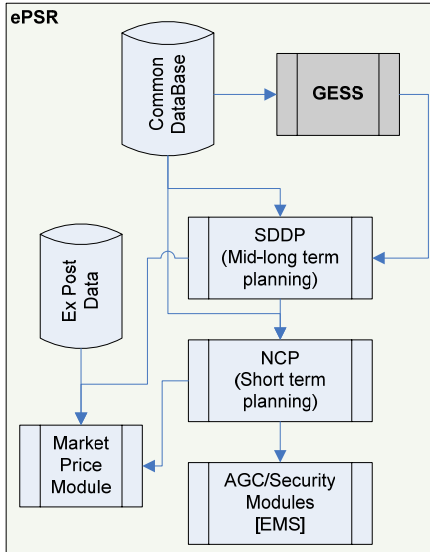 ePSR
Common
DataBase
GESS
SDDP
(Mid-long term
planning)
Ex Post
Data
NCP
(Short term
planning)
Market
Price
Module
AGC/Security
Modules
[EMS]